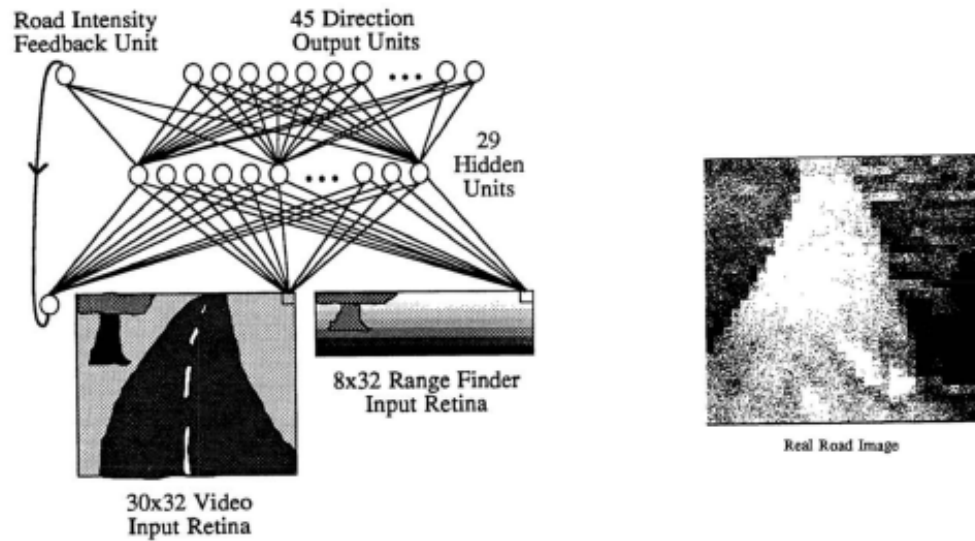 Road Intensity
Feedback Unit
45 Direction
Output Units
29
Hidden
Units
8x32 Range Finder
Input Retina
Real Road Image
30x32 Video
Input Retina